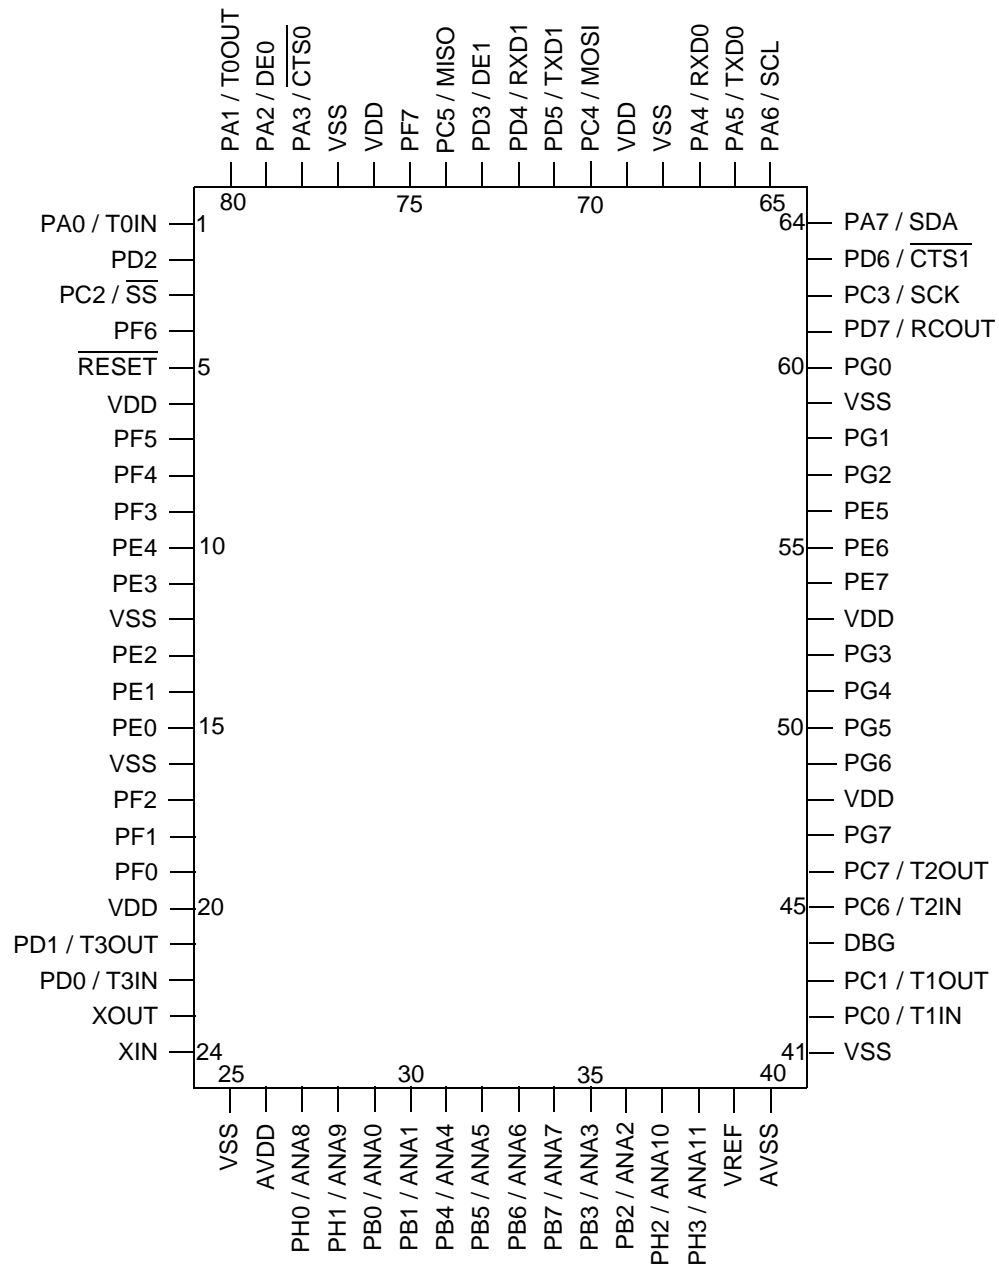 PA1 / T0OUT
PA2 / DE0
PA3 / CTS0
VSS
VDD
PF7
PC5 / MISO
PD3 / DE1
PD4 / RXD1
PD5 / TXD1
PC4 / MOSI
VDD
VSS
PA4 / RXD0
PA5 / TXD0
PA6 / SCL
80
75
70
65
PA0 / T0IN
1
PD2
PC2 / SS
PF6
RESET
5
VDD
PF5
PF4
PF3
PE4
10
PE3
VSS
PE2
PE1
PE0
15
VSS
PF2
PF1
PF0
VDD
20
PD1 / T3OUT
PD0 / T3IN
XOUT
XIN
24
64
PA7 / SDA
PD6 / CTS1
PC3 / SCK
PD7 / RCOUT
60
PG0
VSS
PG1
PG2
PE5
55
PE6
PE7
VDD
PG3
PG4
50
PG5
PG6
VDD
PG7
PC7 / T2OUT
45
PC6 / T2IN
DBG
PC1 / T1OUT
PC0 / T1IN
41
VSS
25
30
35
40
VSS
AVDD
PH0 / ANA8
PH1 / ANA9
PB0 / ANA0
PB1 / ANA1
PB4 / ANA4
PB5 / ANA5
PB6 / ANA6
PB7 / ANA7
PB3 / ANA3
PB2 / ANA2
PH2 / ANA10
PH3 / ANA11
VREF
AVSS